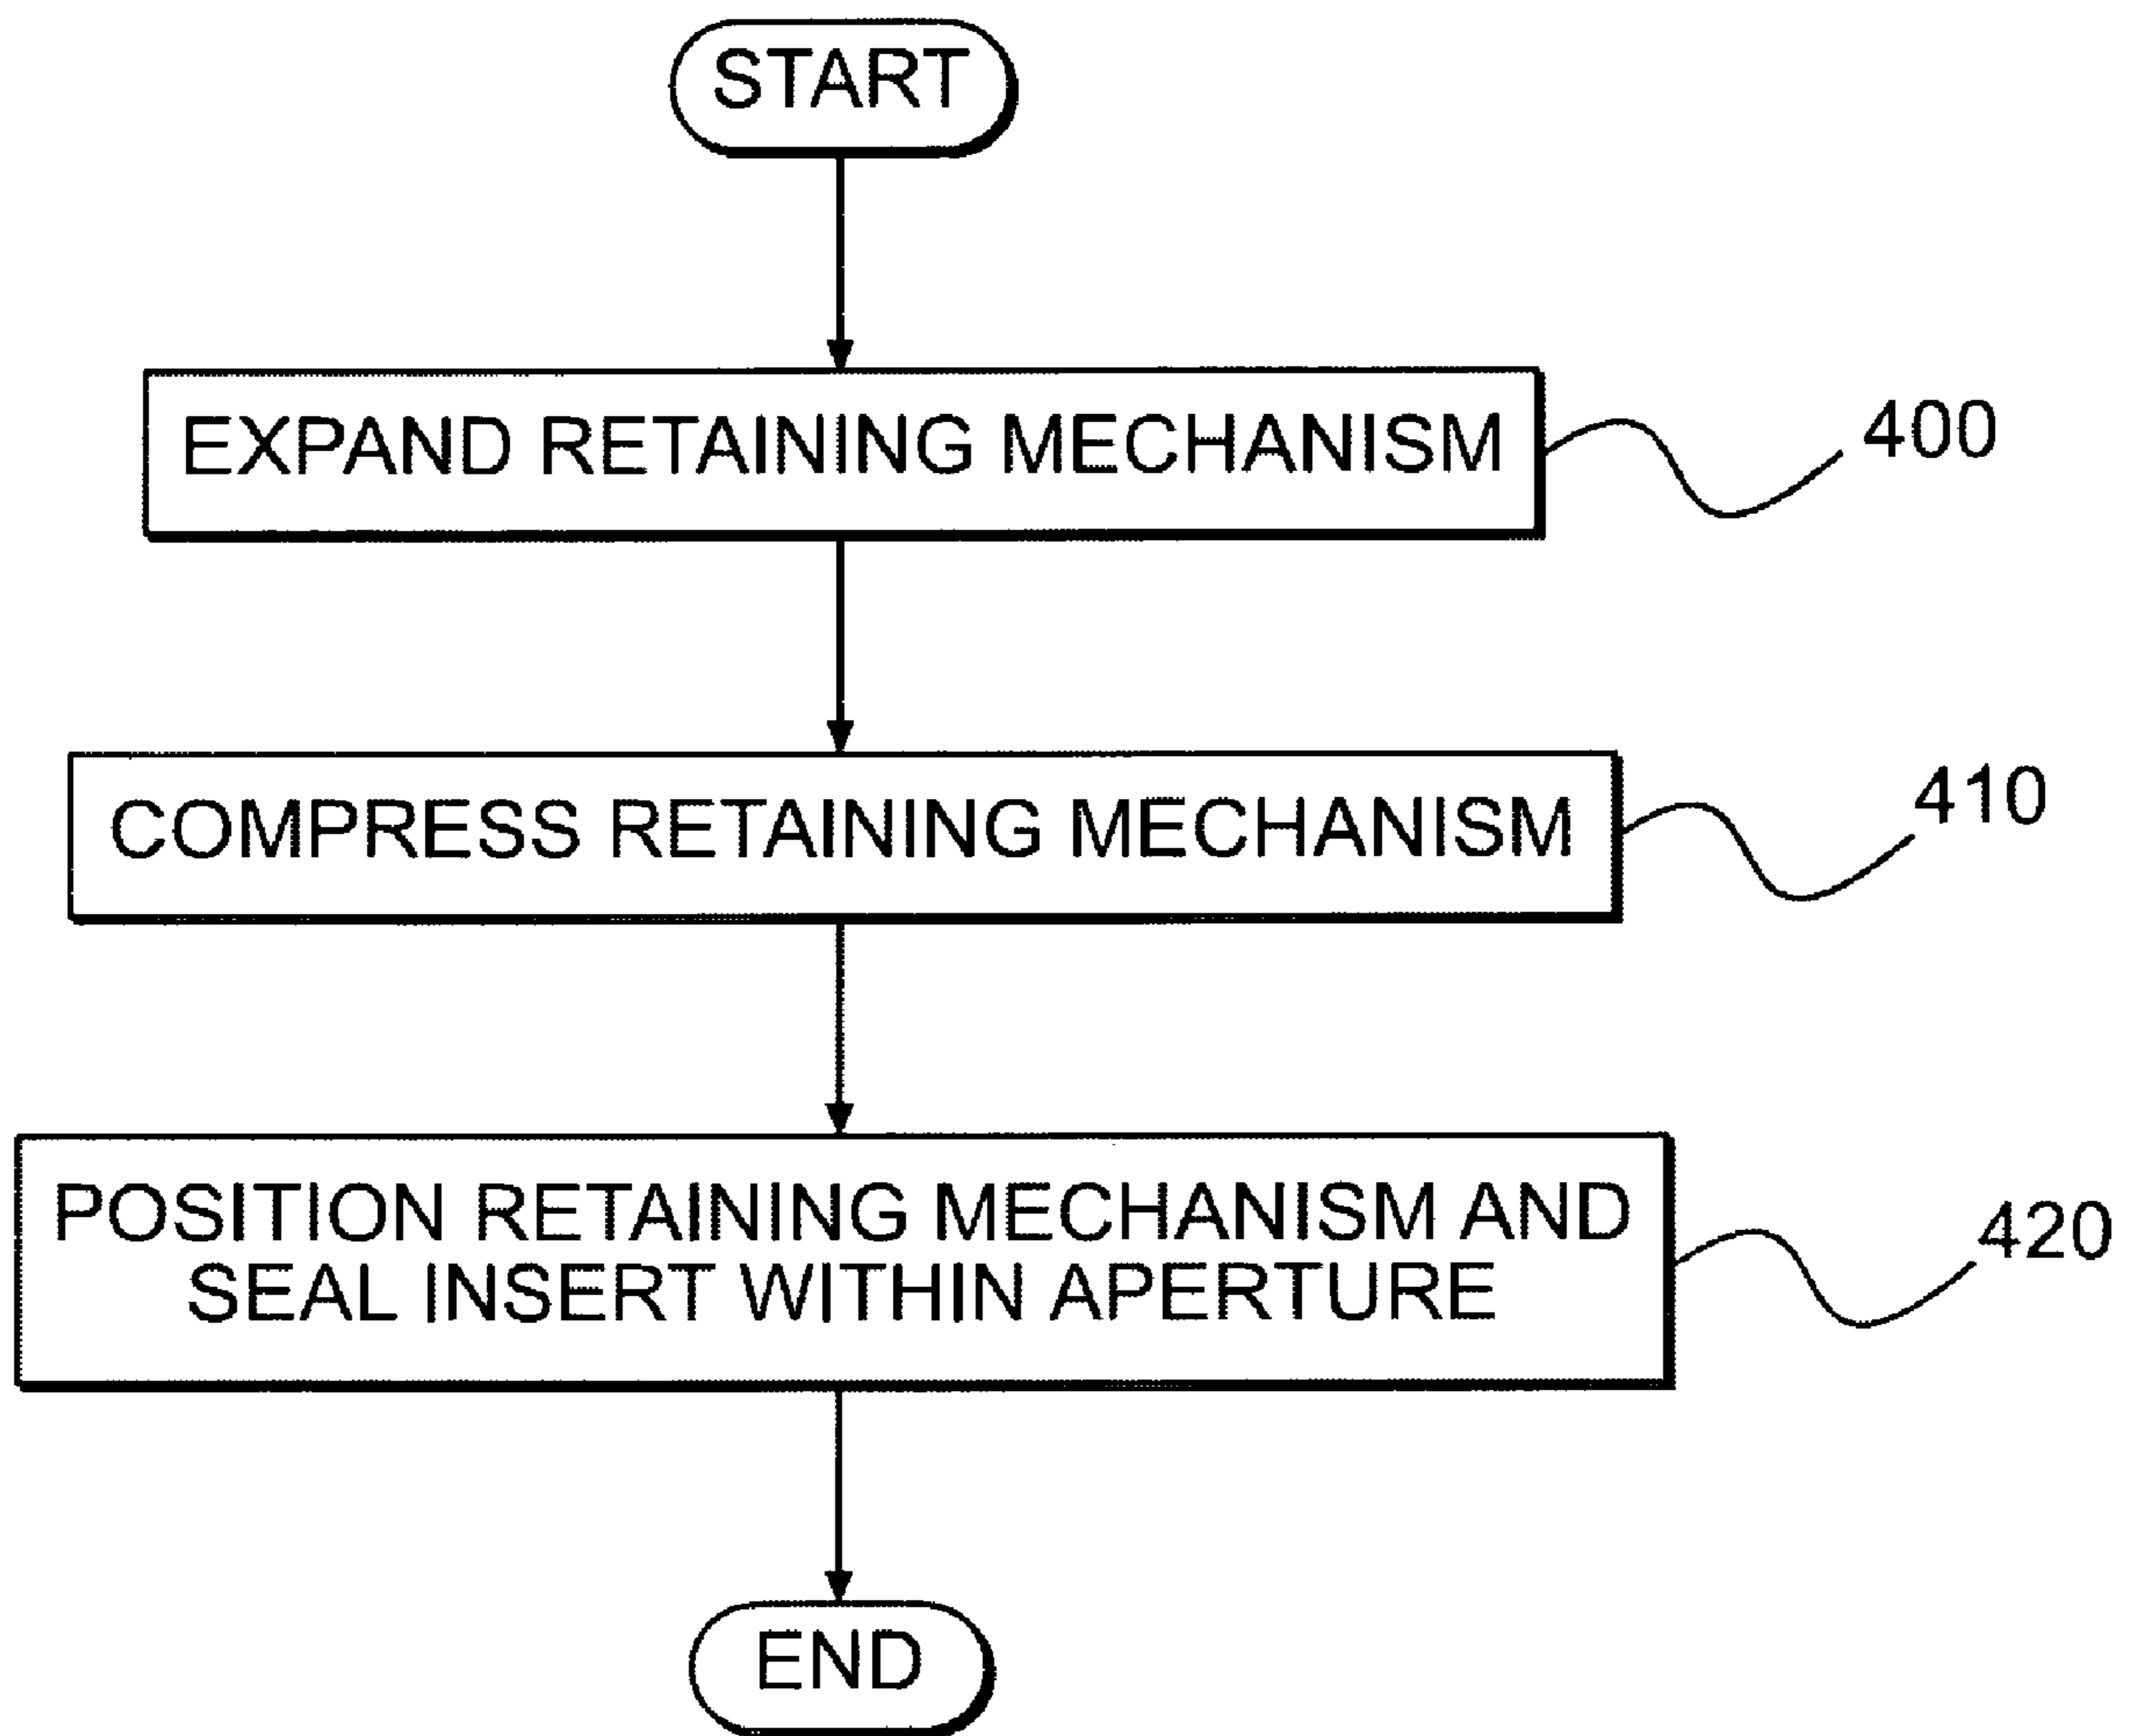 START
EXPAND RETAINING MECHANISM
400
COMPRESS RETAINING MECHANISM
410
POSITION RETAINING MECHANISM AND
SEAL INSERT WITHIN APERTURE
420
END